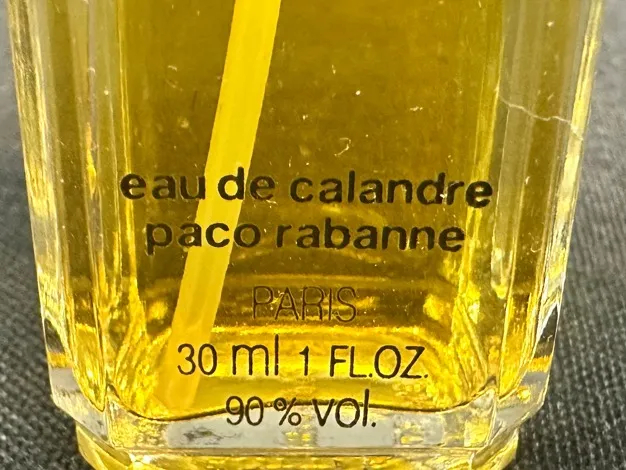 eau de calandre
paco rabanne
PARIS
30 ml 1 FL.OZ.
90% vol.